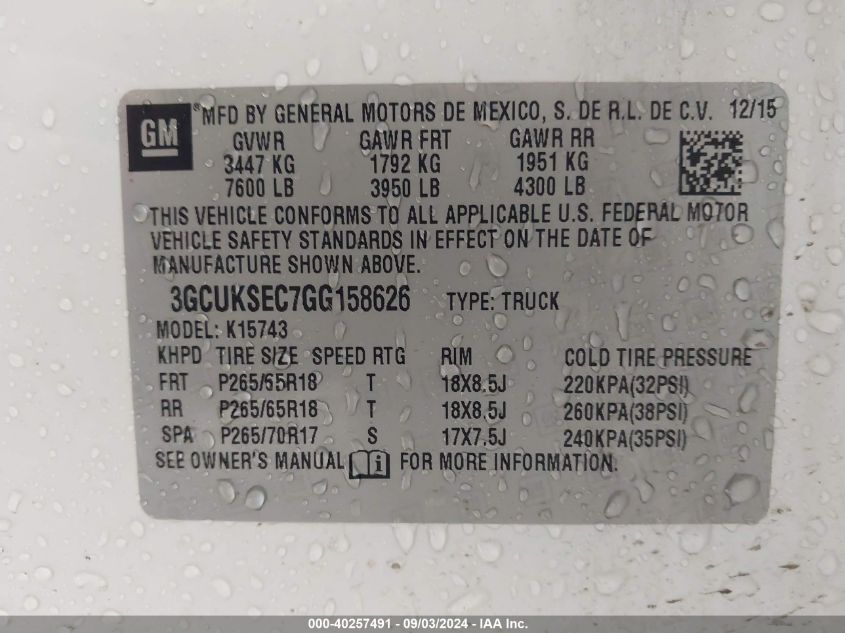 GM
®MFD BY GENERAL MOTORS DE MEXICO, S. DE R.L. DE C.V. 12/15
GVWR GAWR FRT GAWR RR
3447 KG 1792 KG 1951 KG
7600 LB 3950 LB 4300 LB
THIS VEHICLE CONFORMS TO ALL APPLICABLE U.S. FEDERAL MOTOR
VEHICLE SAFETY STANDARDS IN EFFECT ON THE DATE OF
MANUFACTURE SHOWN ABOVE.
3GCUKSEC7GG158626 TYPE: TRUCK
MODEL: K15743
KHPD TIRE SIZE SPEED RTG RIM COLD TIRE PRESSURE
FRT P265/65R18 T 18X8.5J 220KPA(32PSI)
RR P265/65R18 T 18X8.5J 260KPA(38PSI)
SPA P265/70R17 S 17X7.5J 240KPA(35PSI)
SEE OWNER'S MANUAL i FOR MORE INFORMATION.
000-40257491 - 09/03/2024 - IAA Inc.